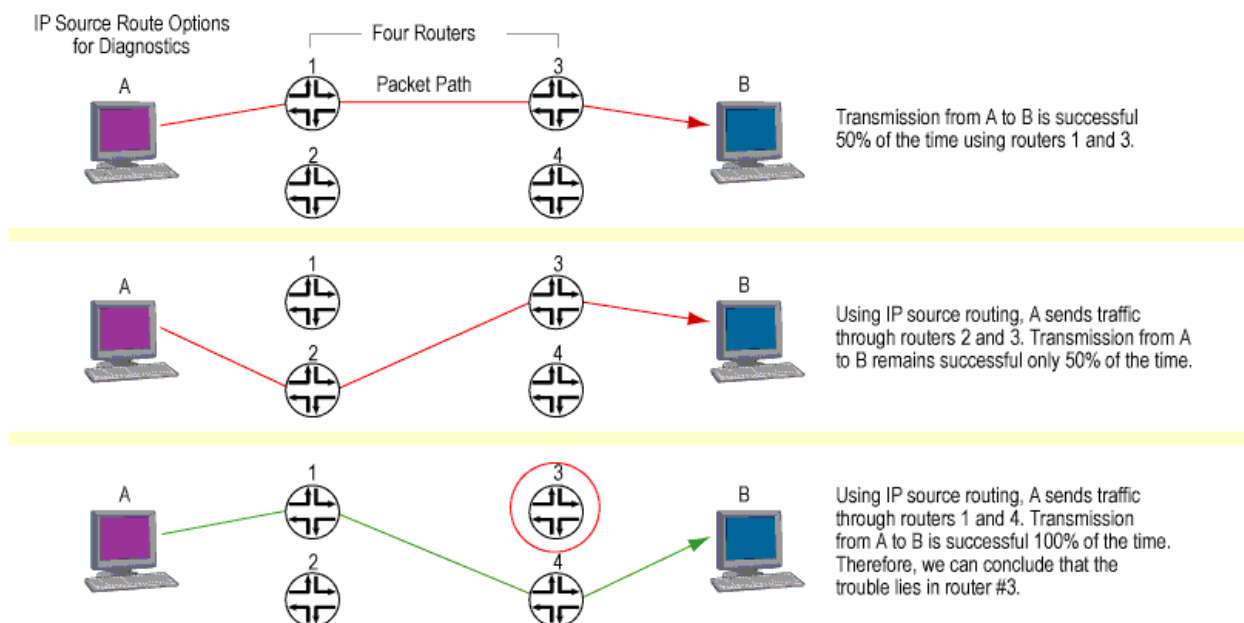 IP Source Route Options
for Diagnostics
Four Routers
A
1
Packet Path
3
B
2
4
Transmission from A to B is successful
50% of the time using routers 1 and 3.
A
1
3
B
2
4
Using IP source routing, A sends traffic
through routers 2 and 3. Transmission from A
to B remains successful only 50% of the time.
A
1
3
B
2
4
Using IP source routing, A sends traffic
through routers 1 and 4. Transmission
from A to B is successful 100% of the time.
Therefore, we can conclude that the
trouble lies in router #3.